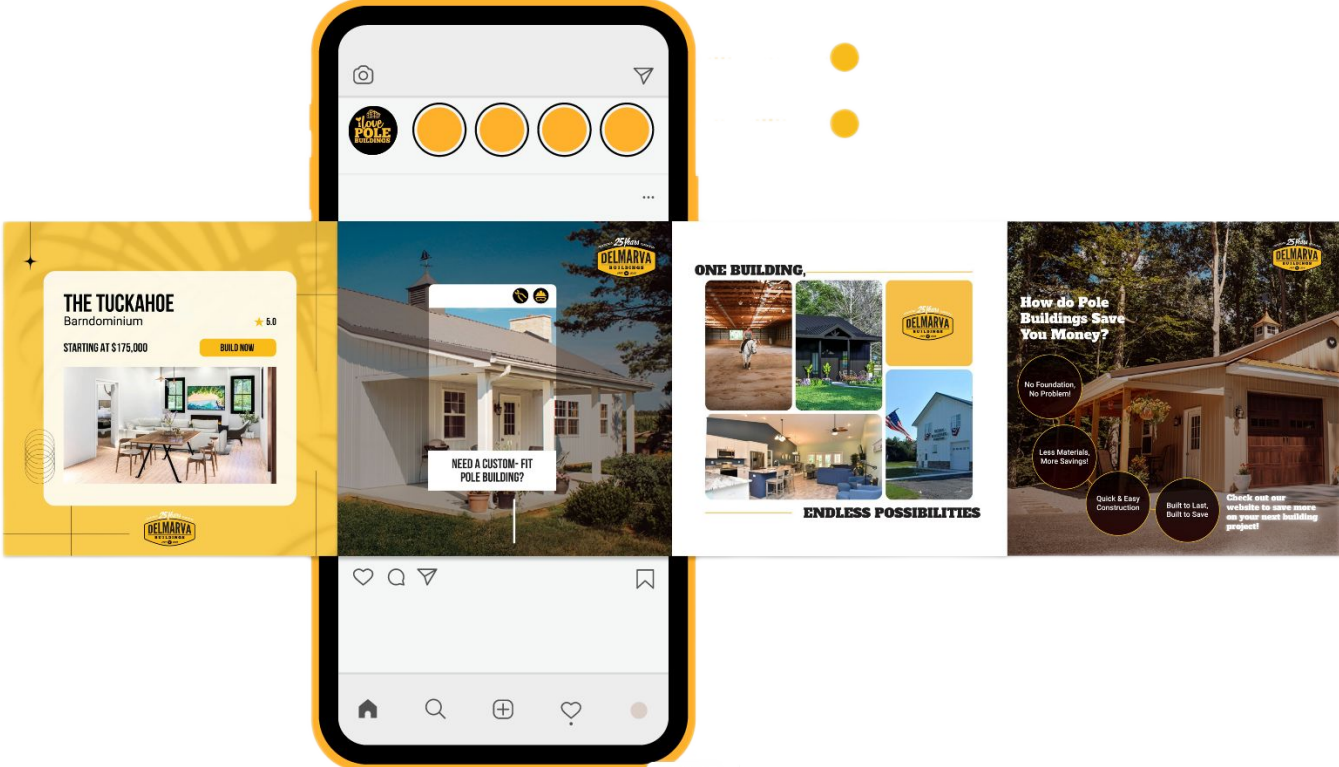 i Love
POLE
BUILDINGS
THE TUCKAHOE
Barndominium
5.0
STARTING AT $175,000
BUILD NOW
25 Years
DELMARVA
BUILDINGS
25 Years
DELMARVA
BUILDINGS
NEED A CUSTOM- FIT
POLE BUILDING?
ONE BUILDING,
DELMARVA
BUILDINGS
ENDLESS POSSIBILITIES
25 Years
DELMARVA
BUILDINGS
How do Pole
Buildings Save
You Money?
No Foundation,
No Problem!
Less Materials,
More Savings!
Quick & Easy
Construction
Built to Last,
Built to Save
Check out our
website to save more
on your next building
project!